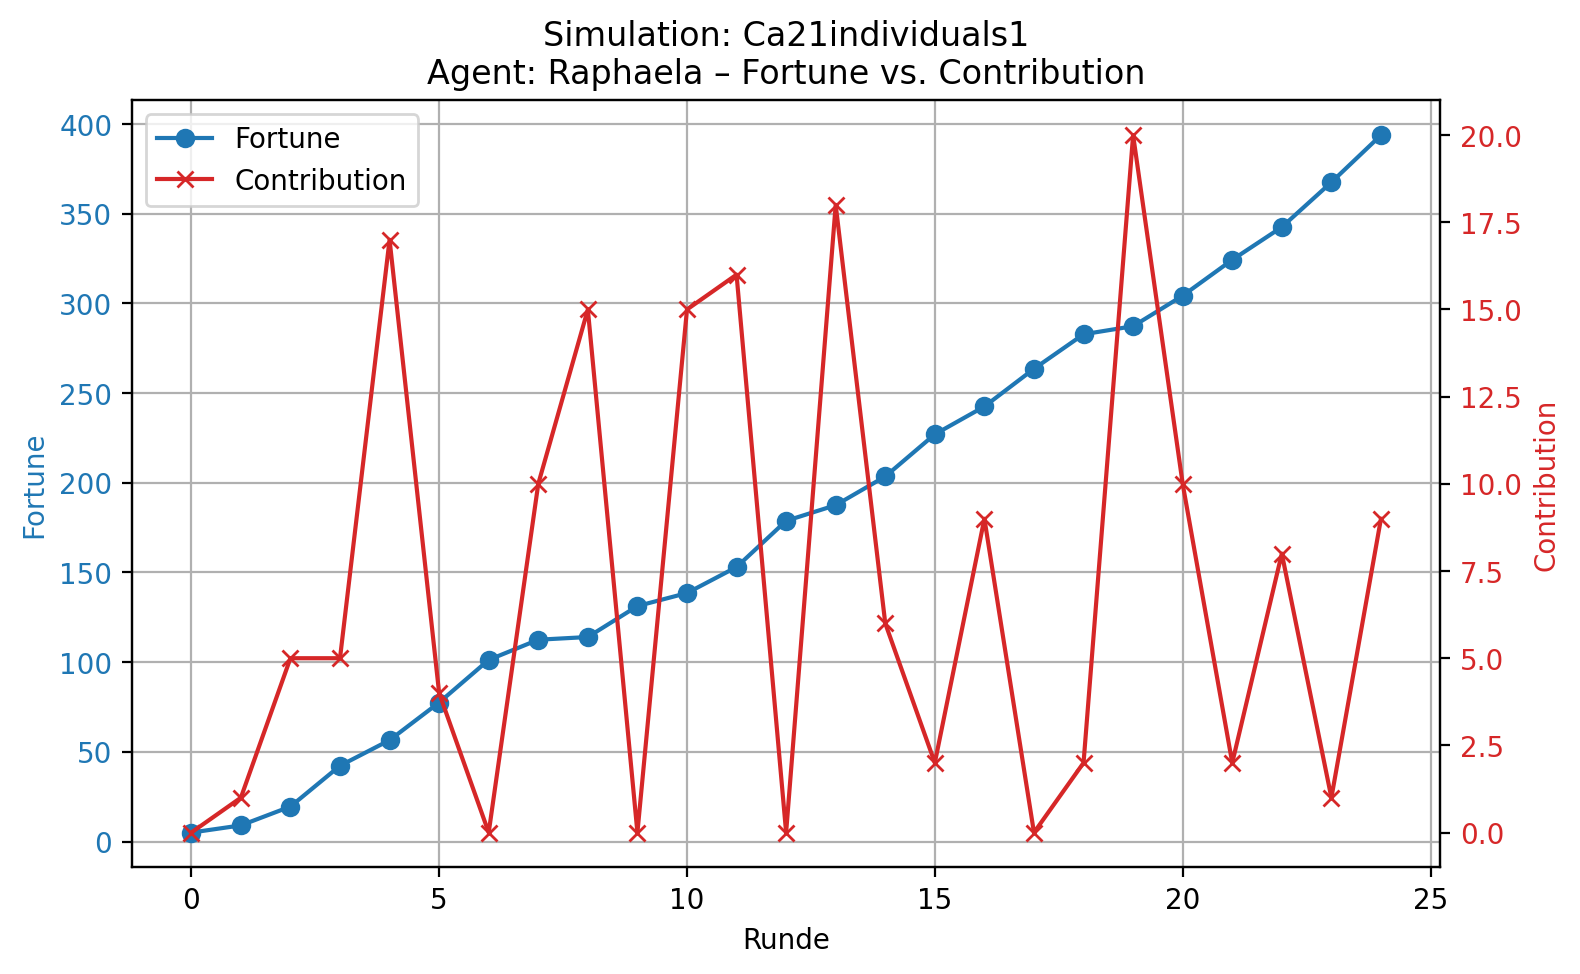 Simulation: Ca21individuals1
Agent: Raphaela – Fortune vs. Contribution
Fortune
Contribution
400
350
300
250
200
150
100
50
0
Fortune
20.0
17.5
15.0
12.5
10.0
7.5
5.0
2.5
0.0
Contribution
0 5 10 15 20 25
Runde